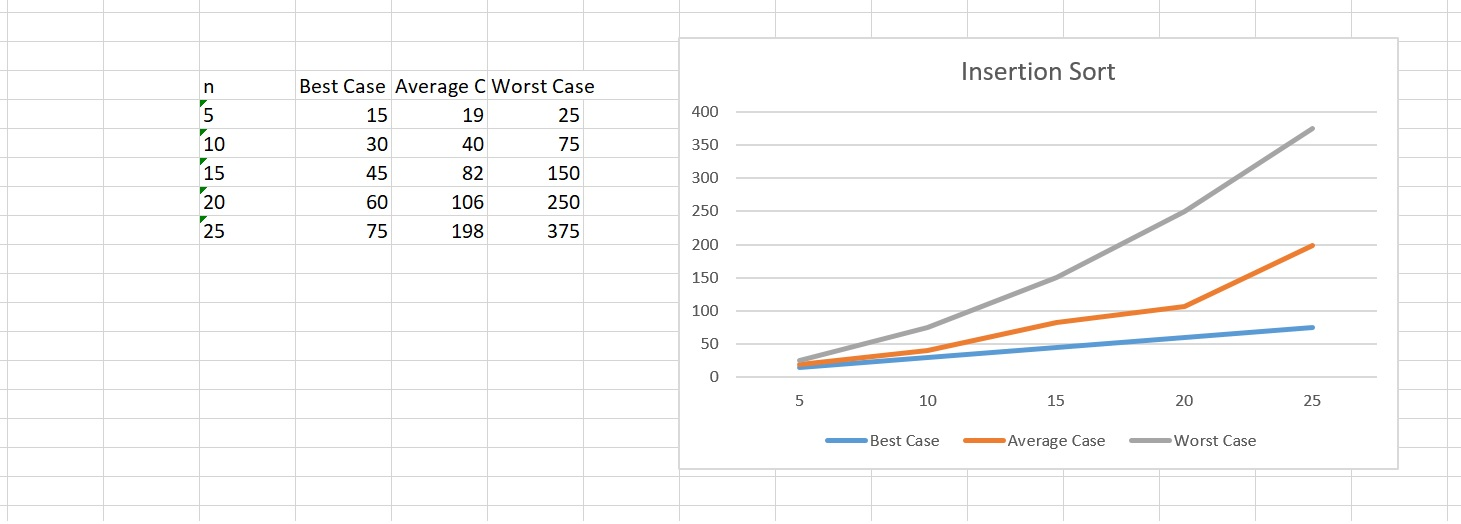 n Best Case Average C Worst Case
5 15 19 25
10 30 40 75
15 45 82 150
20 60 106 250
25 75 198 375
Insertion Sort
400
350
300
250
200
150
100
50
0
5 10 15 20 25
Best Case Average Case Worst Case